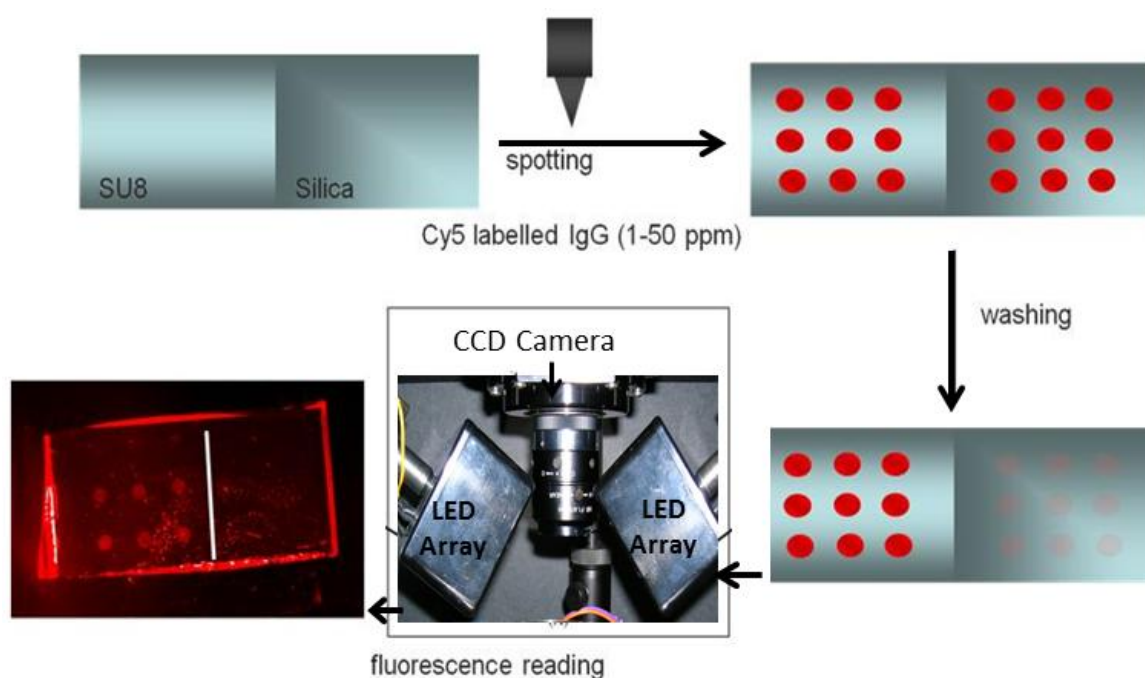 SU8
Silica
spotting
Cy5 labelled IgG (1-50 ppm)
washing
CCD Camera
LED
Array
LED
Array
fluorescence reading